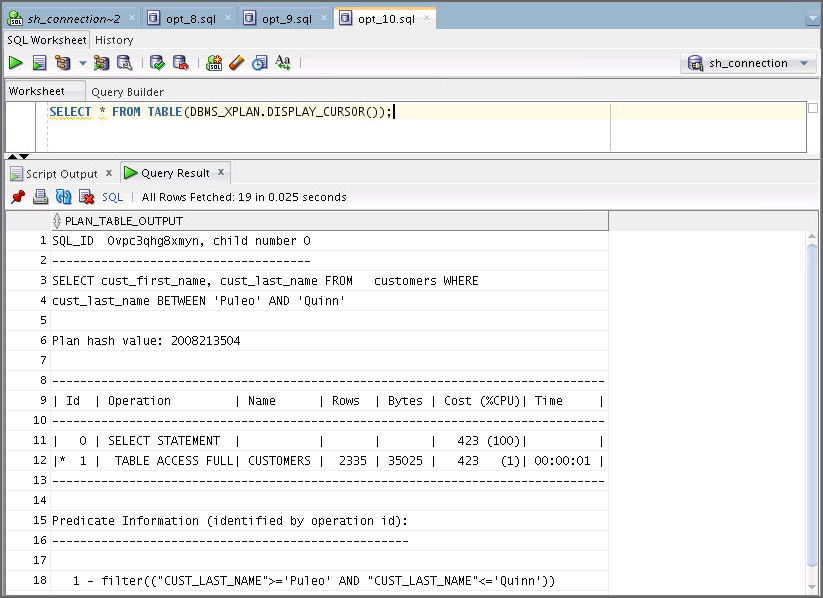 sh_connection~2 opt_8.sql opt_9.sql opt_10.sql
SQL Worksheet History
sh_connection
Worksheet Query Builder
SELECT * FROM TABLE(DBMS_XPLAN.DISPLAY_CURSOR());
Script Output x Query Result x
SQL | All Rows Fetched: 19 in 0.025 seconds
PLAN_TABLE_OUTPUT
1 SQL_ID  0vpc3qhg8xmyn, child number 0
2 -------------------------------------
3 SELECT cust_first_name, cust_last_name FROM   customers WHERE
4 cust_last_name BETWEEN 'Puleo' AND 'Quinn'
5
6 Plan hash value: 2008213504
7
8 -------------------------------------------------------------------------------
9 | Id  | Operation         | Name      | Rows  | Bytes | Cost (%CPU)| Time     |
10 -------------------------------------------------------------------------------
11 |   0 | SELECT STATEMENT  |           |       |       |   423 (100)|          |
12 |*  1 |  TABLE ACCESS FULL| CUSTOMERS |  2335 | 35025 |   423   (1)| 00:00:01 |
13 -------------------------------------------------------------------------------
14
15 Predicate Information (identified by operation id):
16 ---------------------------------------------------
17
18    1 - filter(("CUST_LAST_NAME">='Puleo' AND "CUST_LAST_NAME"<='Quinn'))